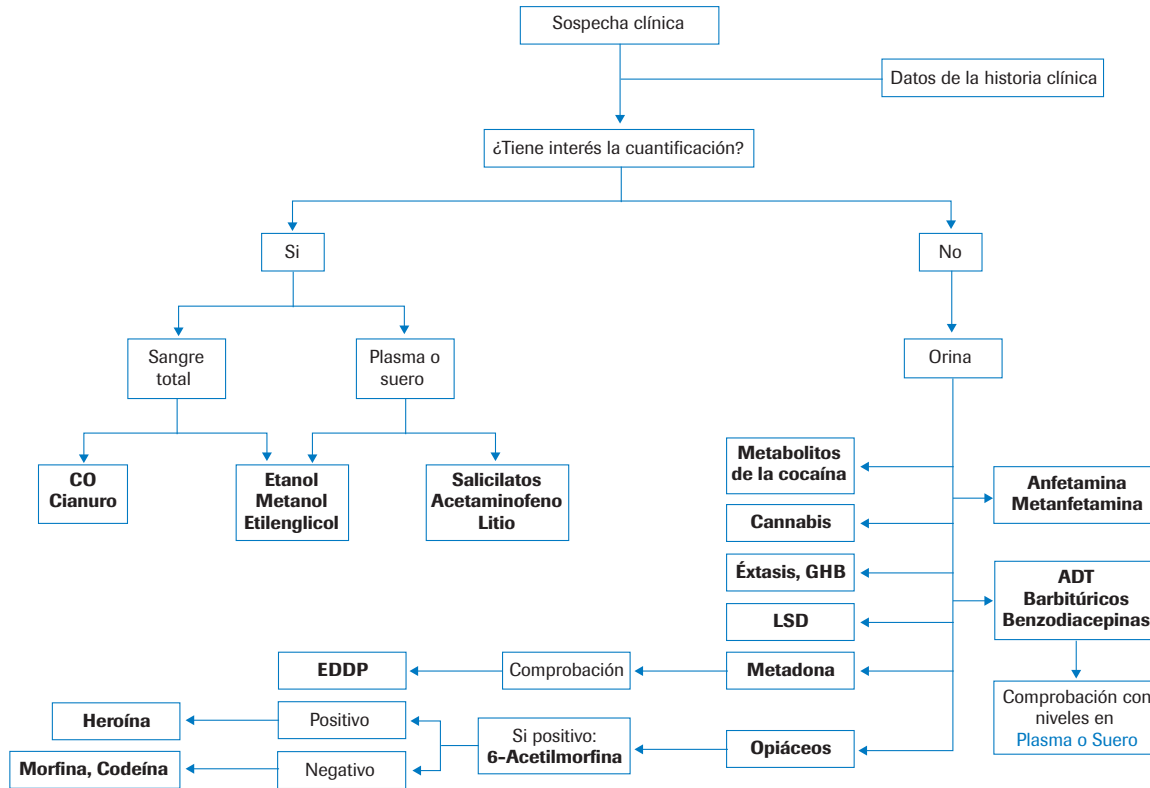 Sospecha clínica
Datos de la historia clínica
¿Tiene interés la cuantificación?
Si
No
Sangre
total
Plasma o
suero
Orina
CO
Cianuro
Etanol
Metanol
Etilenglicol
Salicilatos
Acetaminofeno
Litio
Metabolitos
de la cocaína
Anfetamina
Metanfetamina
Cannabis
Éxtasis, GHB
ADT
Barbitúricos
Benzodiacepinas
LSD
EDDP
Comprobación
Metadona
Comprobación con
niveles en
Plasma o Suero
Heroína
Positivo
Si positivo:
6-Acetilmorfina
Opiáceos
Morfina, Codeína
Negativo